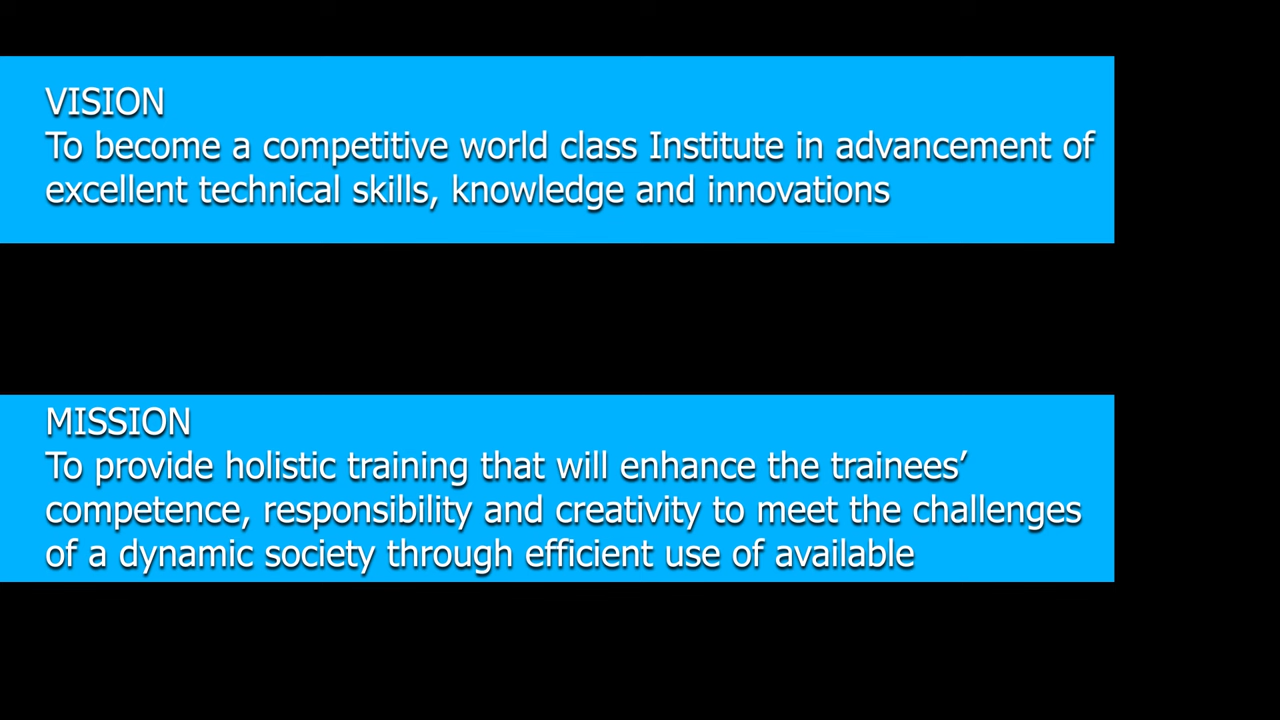 VISION
To become a competitive world class Institute in advancement of
excellent technical skills, knowledge and innovations
MISSION
To provide holistic training that will enhance the trainees’
competence, responsibility and creativity to meet the challenges
of a dynamic society through efficient use of available